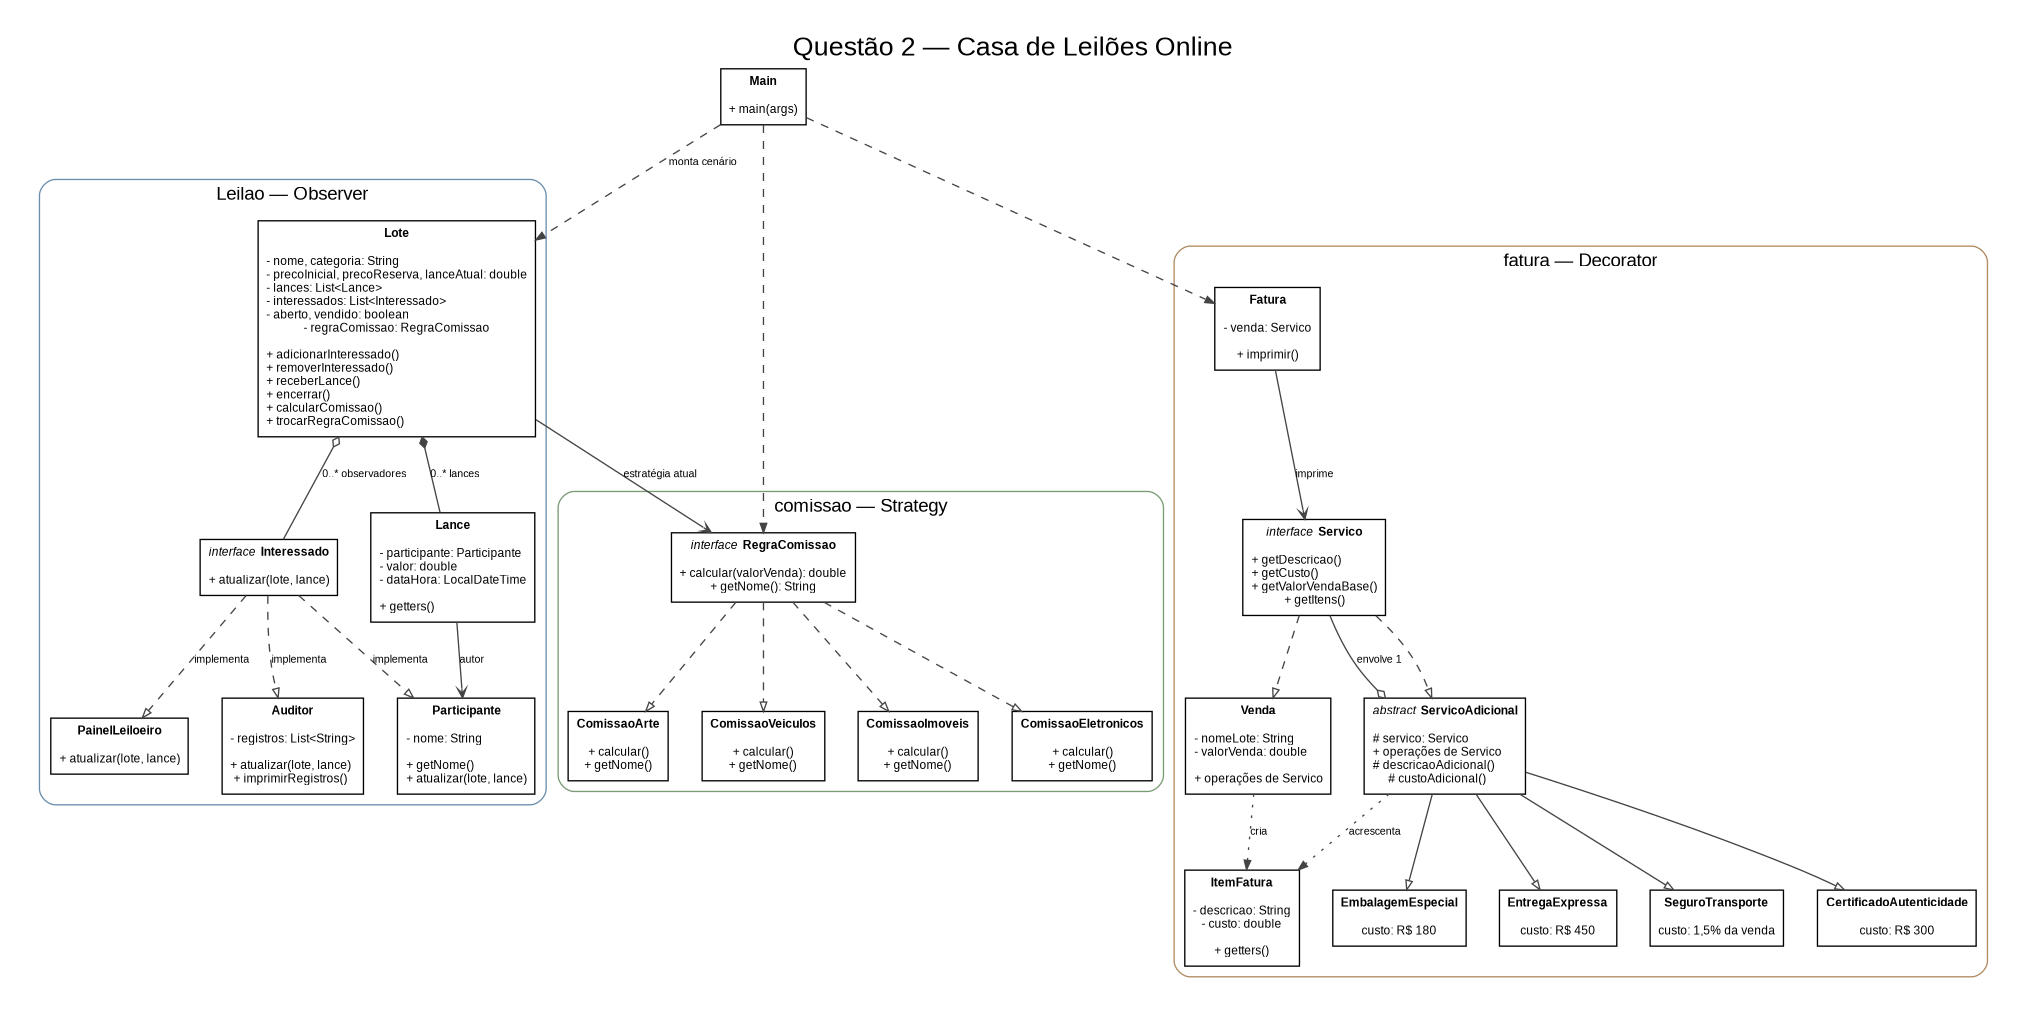 Questão 2 — Casa de Leilões Online
Main
+ main(args)
monta cenário
Leilao — Observer
Lote
- nome, categoria: String
- precoInicial, precoReserva, lanceAtual: double
- lances: List<Lance>
- interessados: List<Interessado>
- aberto, vendido: boolean
- regraComissao: RegraComissao
+ adicionarInteressado()
+ removerInteressado()
+ receberLance()
+ encerrar()
+ calcularComissao()
+ trocarRegraComissao()
0..* observadores
0..* lances
interface Interessado
+ atualizar(lote, lance)
Lance
- participante: Participante
- valor: double
- dataHora: LocalDateTime
+ getters()
implementa
implementa
implementa
autor
PainelLeiloeiro
+ atualizar(lote, lance)
Auditor
- registros: List<String>
+ atualizar(lote, lance)
+ imprimirRegistros()
Participante
- nome: String
+ getNome()
+ atualizar(lote, lance)
estratégia atual
comissao — Strategy
interface RegraComissao
+ calcular(valorVenda): double
+ getNome(): String
ComissaoArte
+ calcular()
+ getNome()
ComissaoVeiculos
+ calcular()
+ getNome()
ComissaoImoveis
+ calcular()
+ getNome()
ComissaoEletronicos
+ calcular()
+ getNome()
fatura — Decorator
Fatura
- venda: Servico
+ imprimir()
imprime
interface Servico
+ getDescricao()
+ getCusto()
+ getValorVendaBase()
+ getItens()
envolve 1
Venda
- nomeLote: String
- valorVenda: double
+ operações de Servico
abstract ServicoAdicional
# servico: Servico
+ operações de Servico
# descricaoAdicional()
# custoAdicional()
cria
acrescenta
ItemFatura
- descricao: String
- custo: double
+ getters()
EmbalagemEspecial
custo: R$ 180
EntregaExpressa
custo: R$ 450
SeguroTransporte
custo: 1,5% da venda
CertificadoAutenticidade
custo: R$ 300